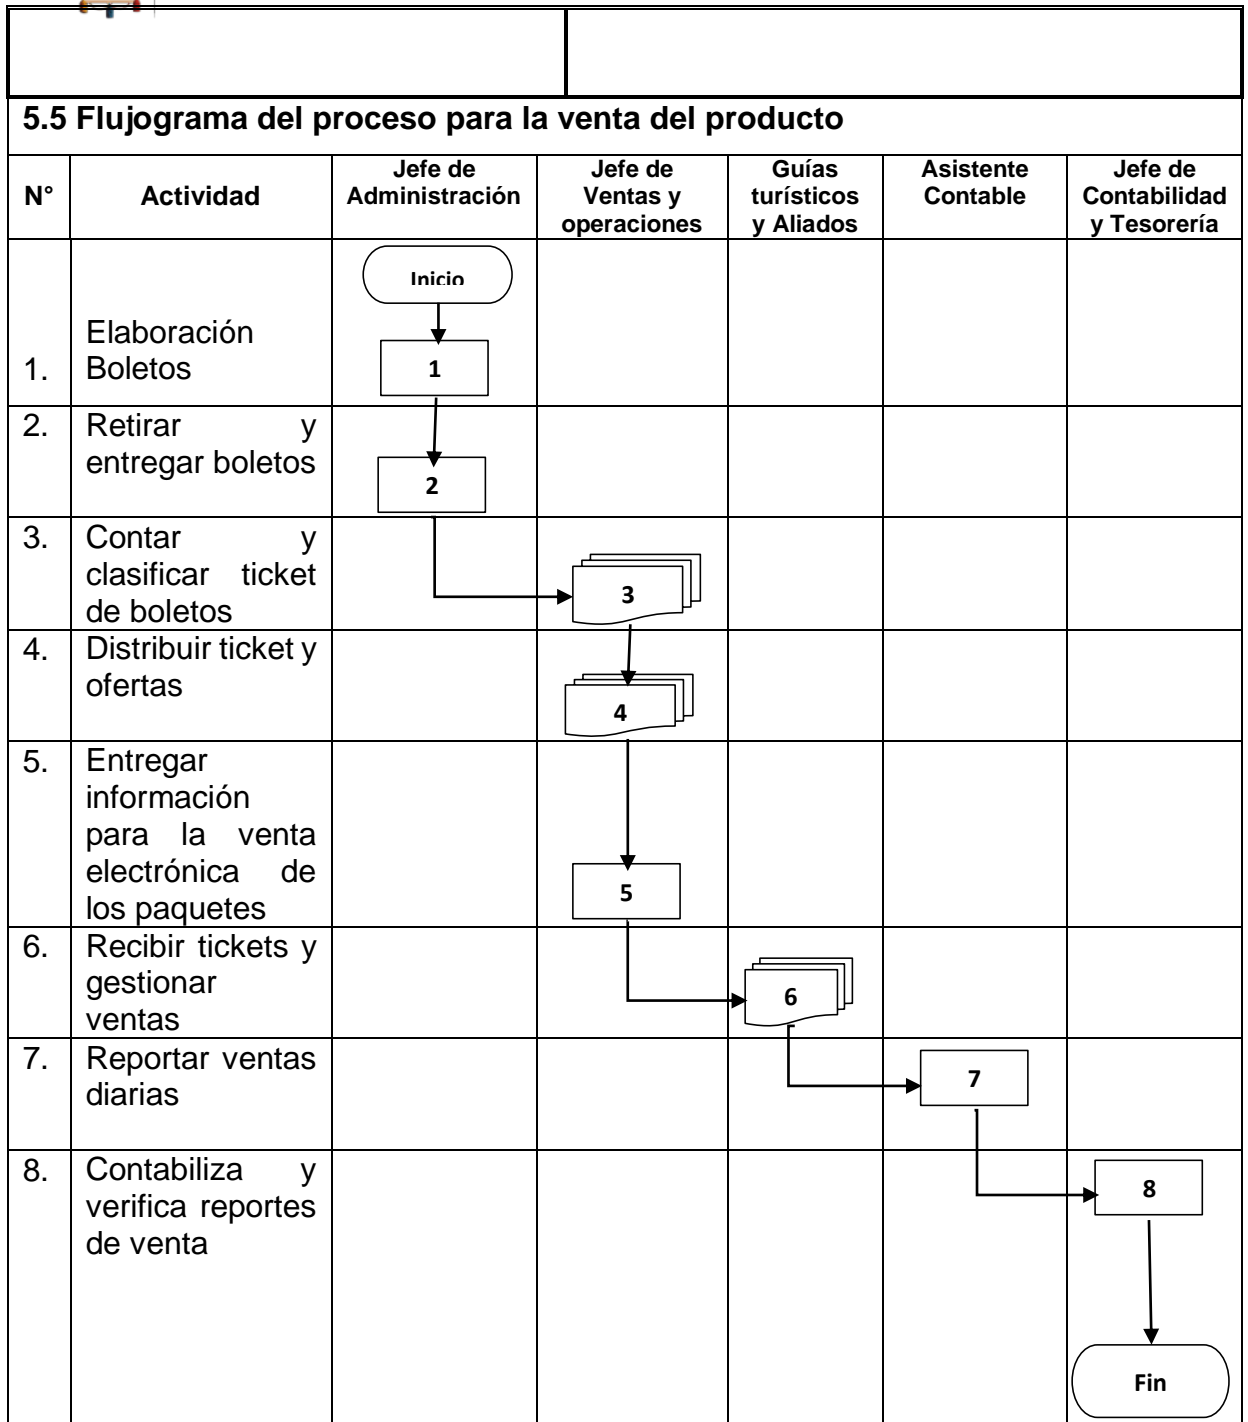 5.5 Flujograma del proceso para la venta del producto
N°
Actividad
Jefe de
Administración
Jefe de
Ventas y
operaciones
Guías
turísticos
y Aliados
Asistente
Contable
Jefe de
Contabilidad
y Tesorería
Inicio
1.
Elaboración
Boletos
1
2.
Retirar y
entregar boletos
2
3.
Contar y
clasificar ticket
de boletos
3
4.
Distribuir ticket y
ofertas
4
5.
Entregar
información
para la venta
electrónica de
los paquetes
5
6.
Recibir tickets y
gestionar
ventas
6
7.
Reportar ventas
diarias
7
8.
Contabiliza y
verifica reportes
de venta
8
Fin